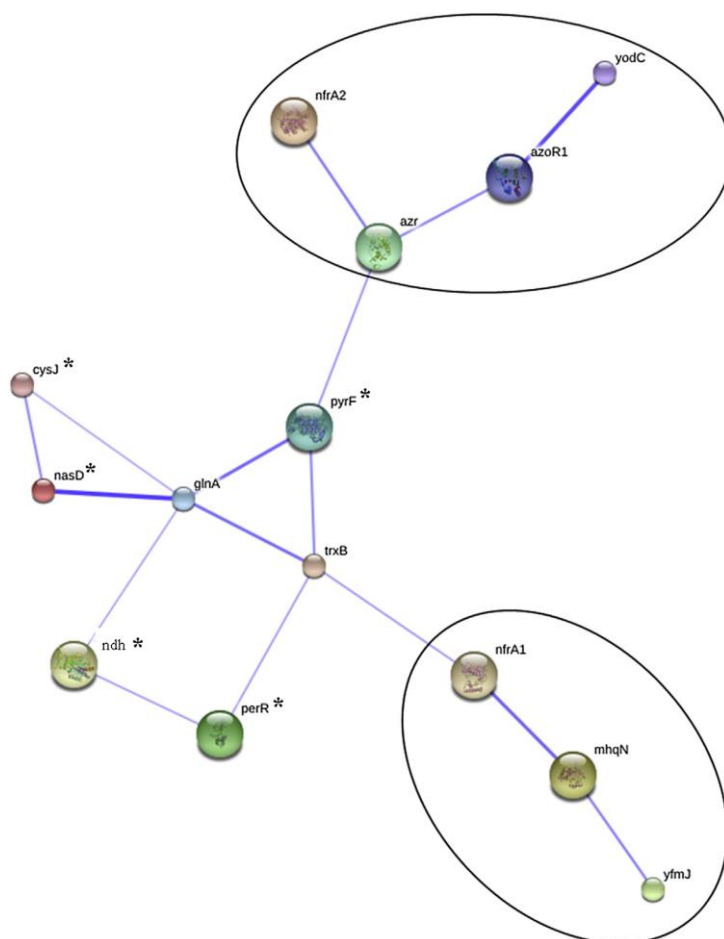 yodC
nfrA2
azoR1
azr
cysJ *
pyrF *
nasD *
glnA
trxB
ndh *
nfrA1
perR *
mhqN
yfmJ